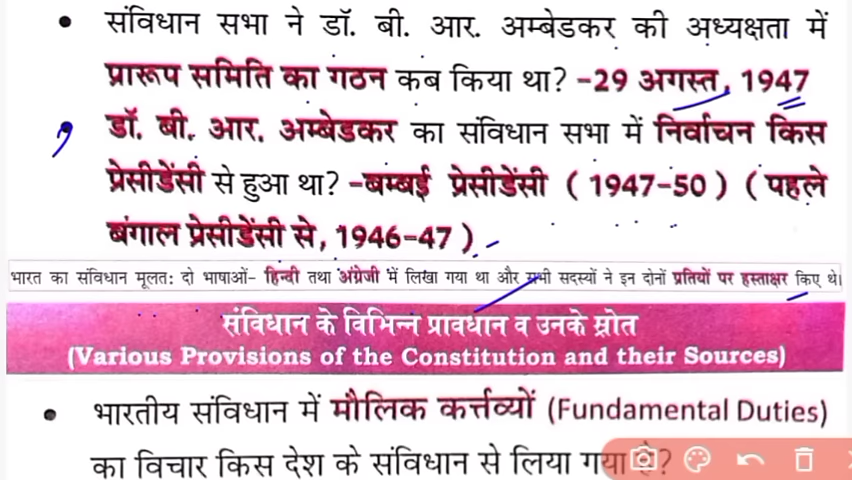 • संविधान सभा ने डॉ. बी. आर. अम्बेडकर की अध्यक्षता में
प्रारूप समिति का गठन कब किया था? -29 अगस्त, 1947
• डॉ. बी. आर. अम्बेडकर का संविधान सभा में निर्वाचन किस
प्रेसीडेंसी से हुआ था? -बम्बई प्रेसीडेंसी ( 1947-50 ) ( पहले
बंगाल प्रेसीडेंसी से, 1946-47 )
भारत का संविधान मूलत: दो भाषाओं- हिन्दी तथा अंग्रेजी में लिखा गया था और सभी सदस्यों ने इन दोनों प्रतियों पर हस्ताक्षर किए थे।
संविधान के विभिन्न प्रावधान व उनके स्रोत
(Various Provisions of the Constitution and their Sources)
• भारतीय संविधान में मौलिक कर्त्तव्यों (Fundamental Duties)
का विचार किस देश के संविधान से लिया गया है?